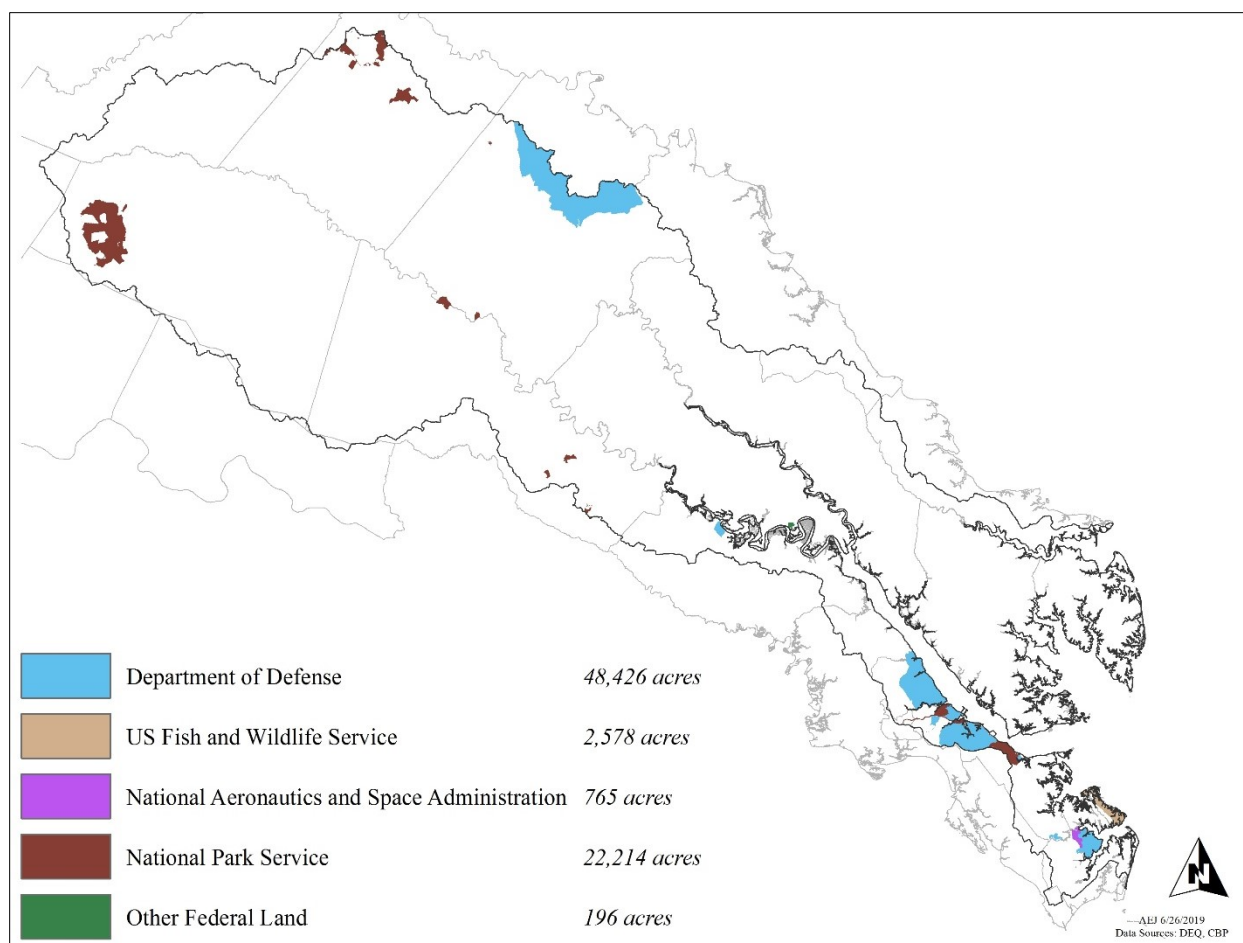 Department of Defense 48,426 acres
US Fish and Wildlife Service 2,578 acres
National Aeronautics and Space Administration 765 acres
National Park Service 22,214 acres
Other Federal Land 196 acres
N
AEJ 6/26/2019
Data Sources: DEQ, CBP